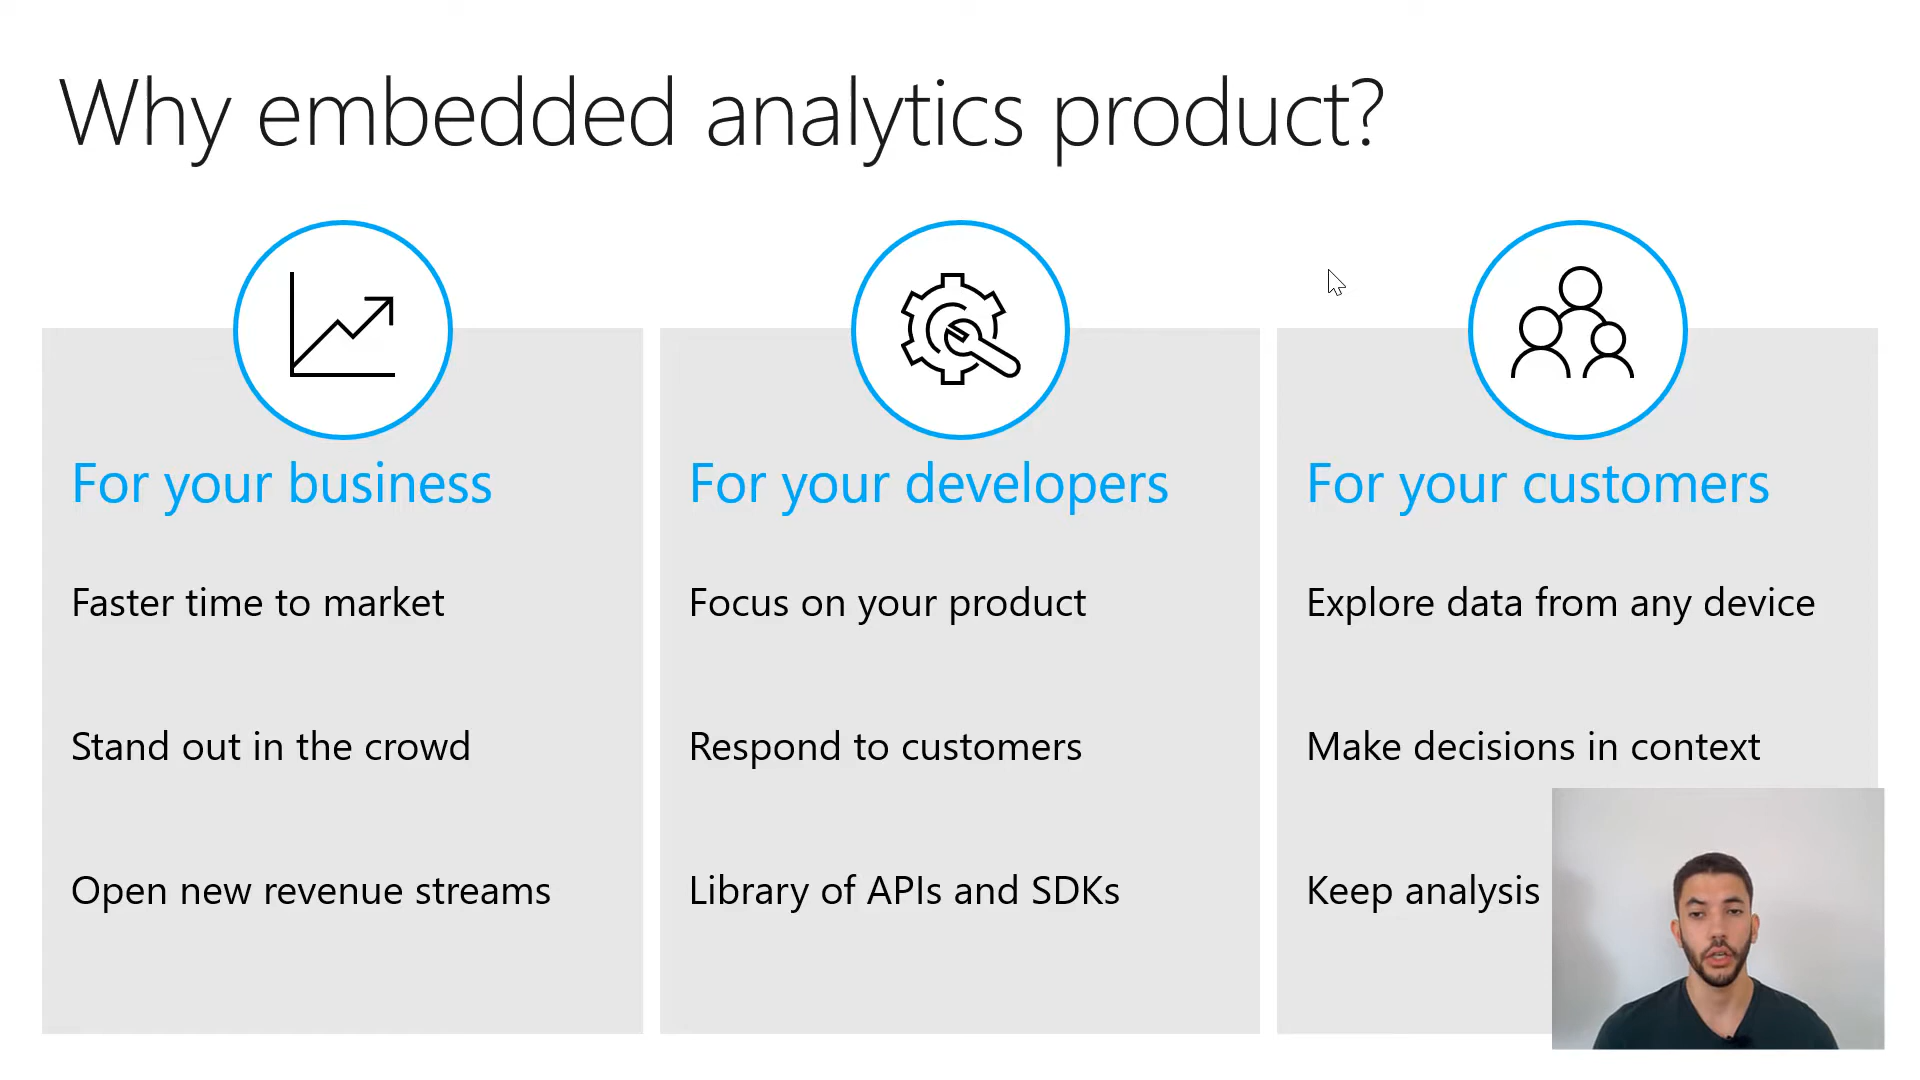 Why embedded analytics product?
For your business
Faster time to market
Stand out in the crowd
Open new revenue streams
For your developers
Focus on your product
Respond to customers
Library of APIs and SDKs
For your customers
Explore data from any device
Make decisions in context
Keep analysis